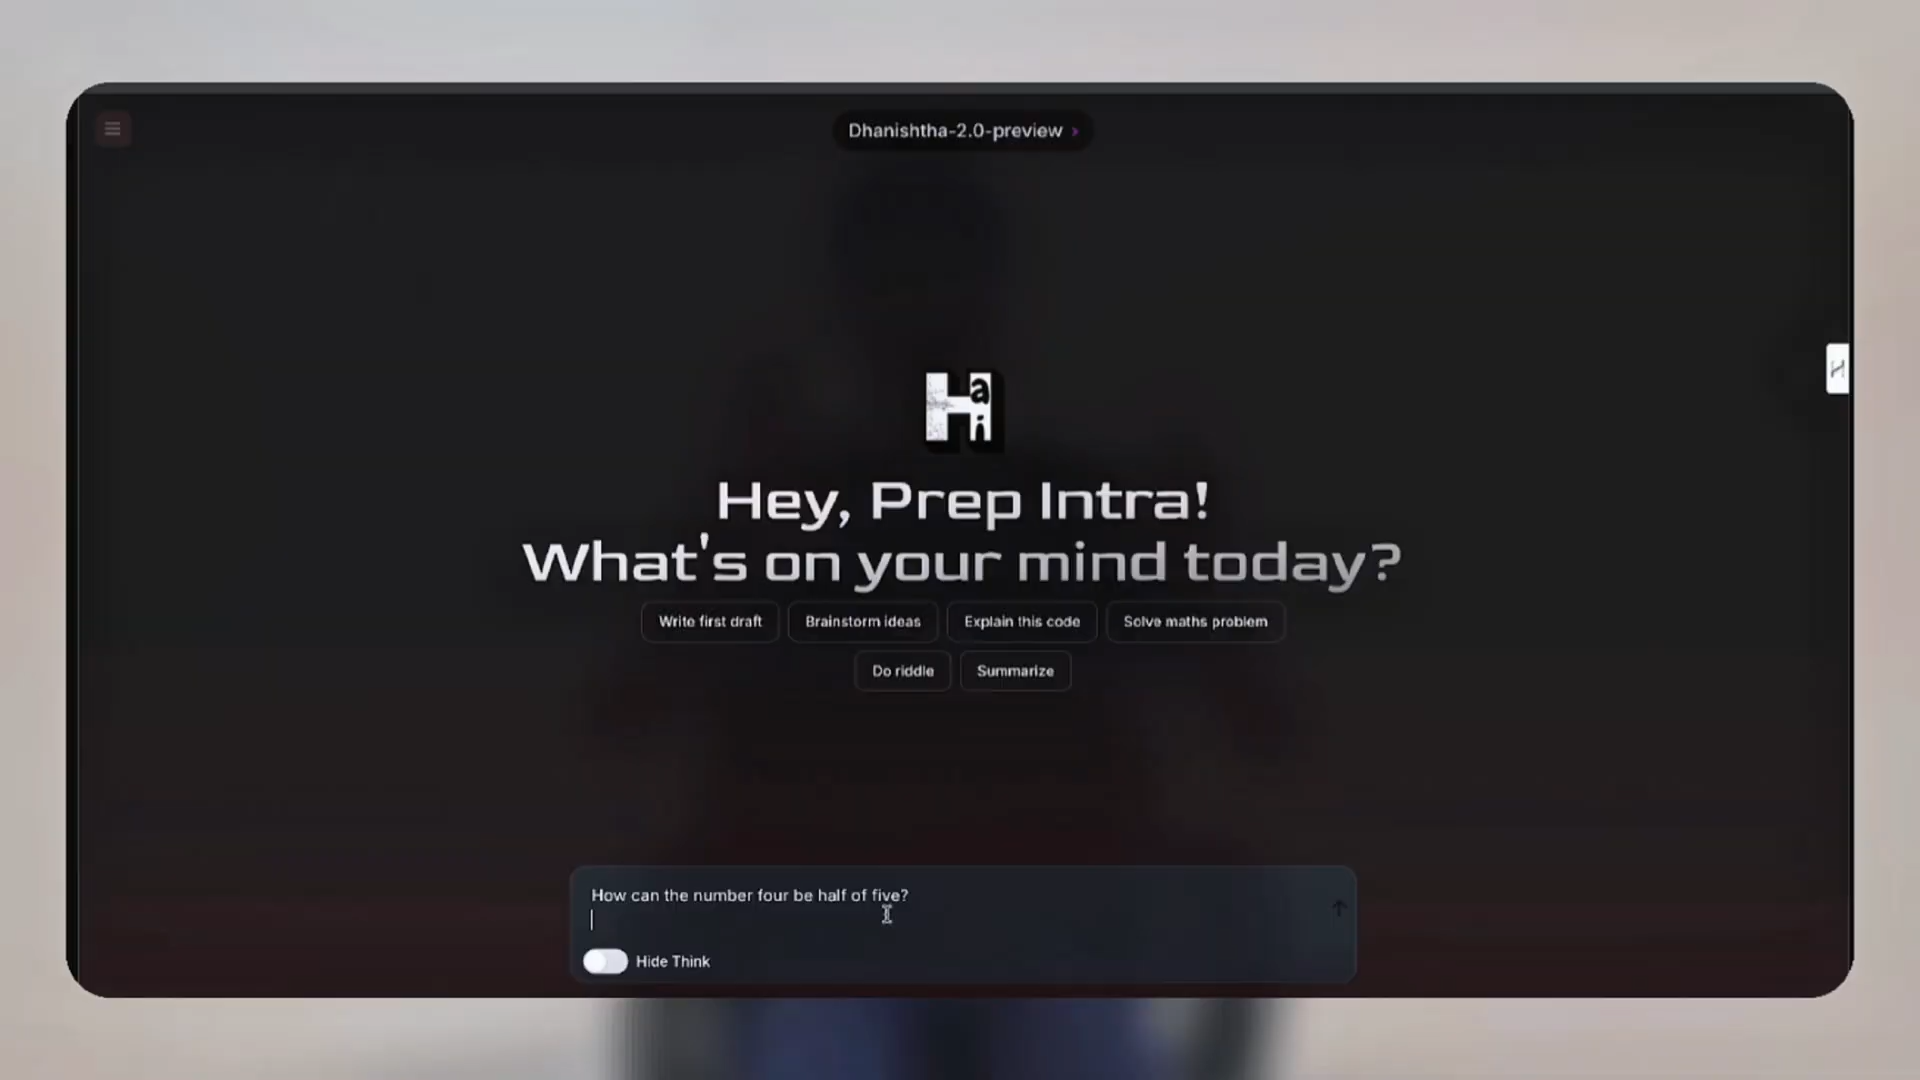 Dhanishtha-2.0-preview
Hai
Hey, Prep Intra!
What's on your mind today?
Write first draft
Brainstorm ideas
Explain this code
Solve maths problem
Do riddle
Summarize
How can the number four be half of five?
Hide Think